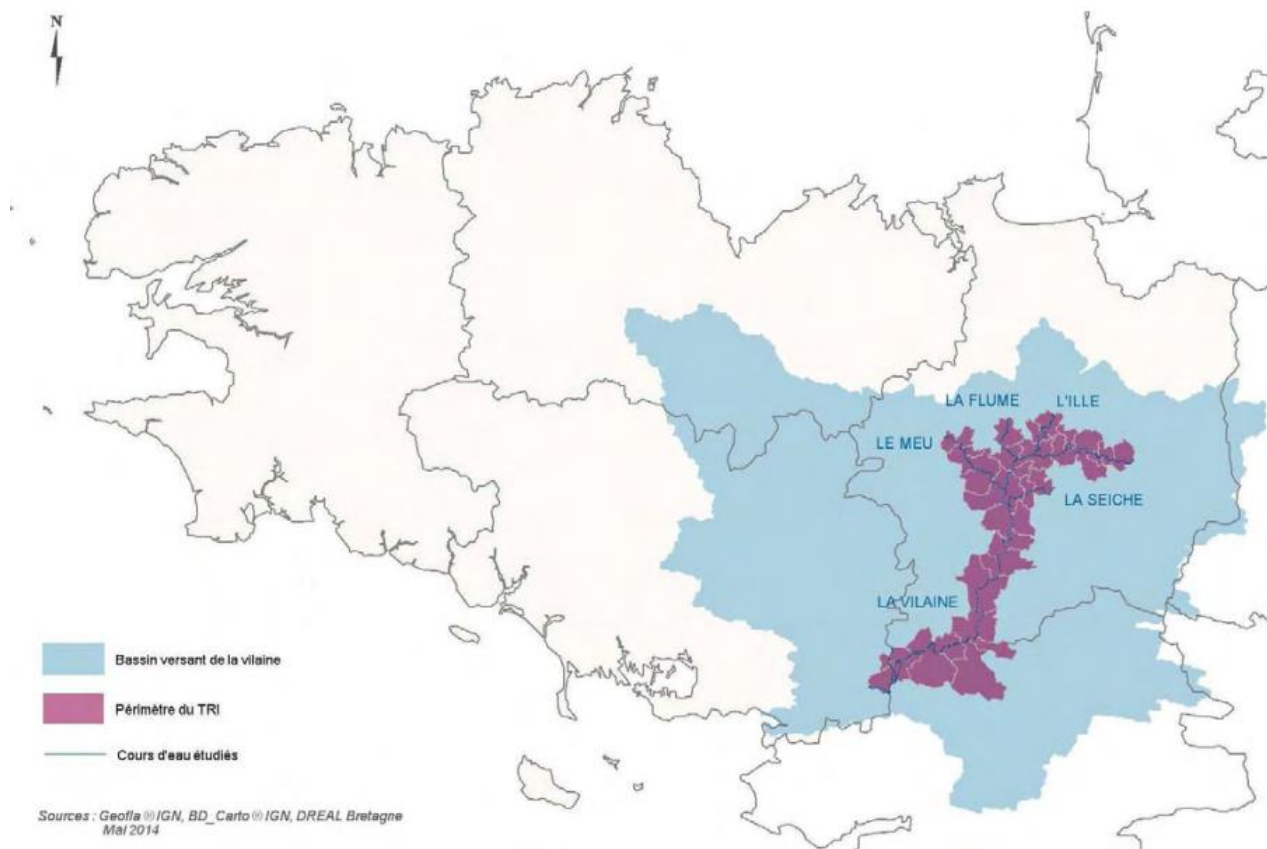 N
LA FLUME
L'ILLE
LE MEU
LA SEICHE
LA VILAINE
Bassin versant de la vilaine
Périmètre du TRI
Cours d'eau étudiés
Sources : Geofla ® IGN, BD_Carto ® IGN, DREAL Bretagne
Mai 2014